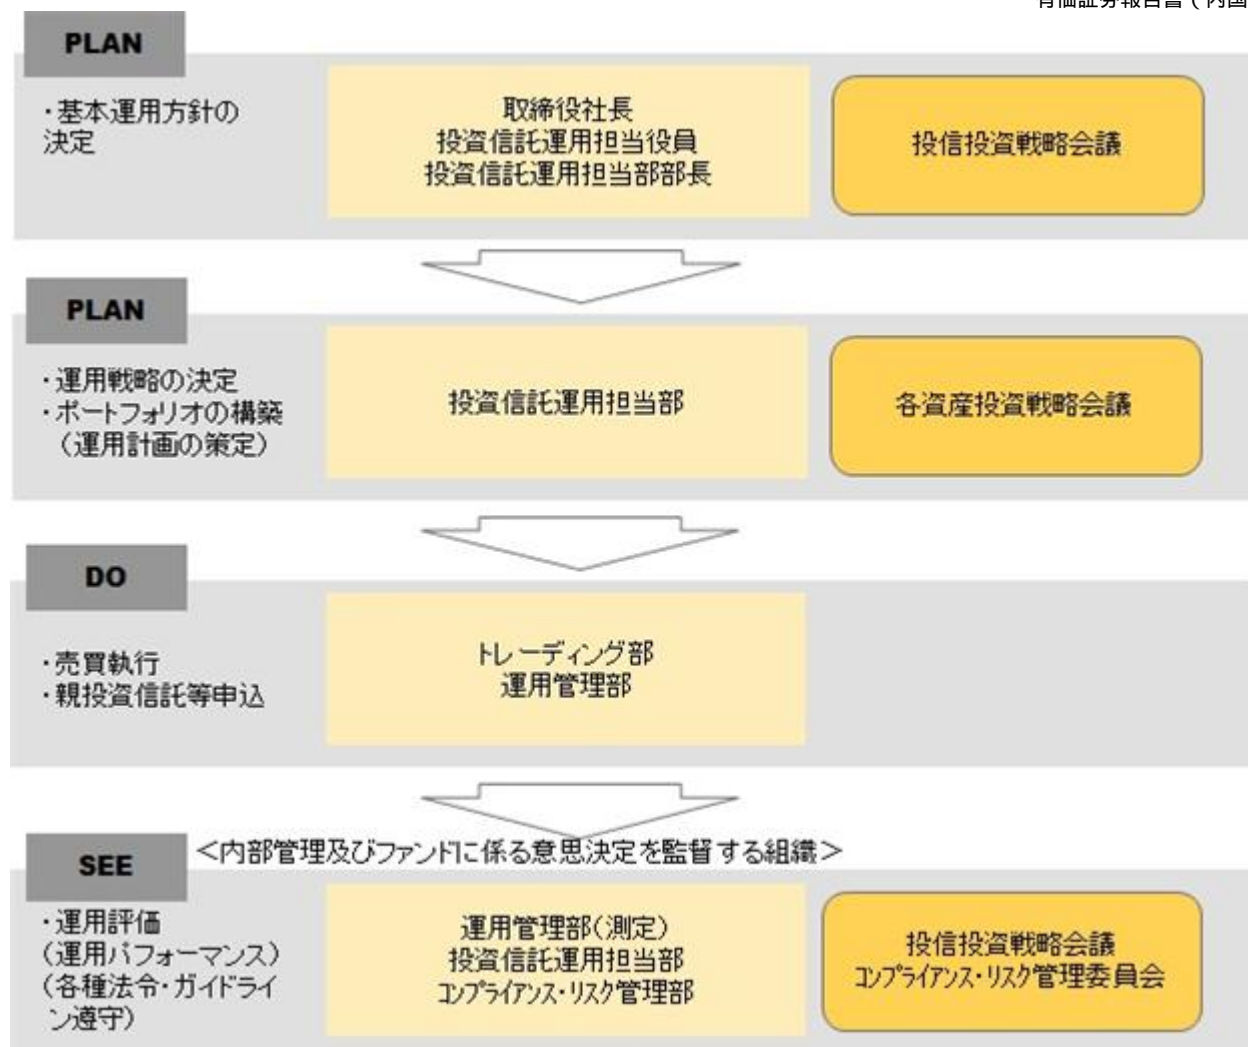 有価証券報告書(内国
PLAN
・基本運用方針の
決定
取締役社長
投資信託運用担当役員
投資信託運用担当部部長
投信投資戦略会議
PLAN
・運用戦略の決定
・ポートフォリオの構築
(運用計画の策定)
投資信託運用担当部
各資産投資戦略会議
DO
・売買執行
・親投資信託等申込
トレーディング部
運用管理部
SEE
<内部管理及びファンドに係る意思決定を監督する組織>
・運用評価
(運用パフォーマンス)
(各種法令・ガイドライ
ン遵守)
運用管理部(測定)
投資信託運用担当部
コンプライアンス・リスク管理部
投信投資戦略会議
コンプライアンス・リスク管理委員会